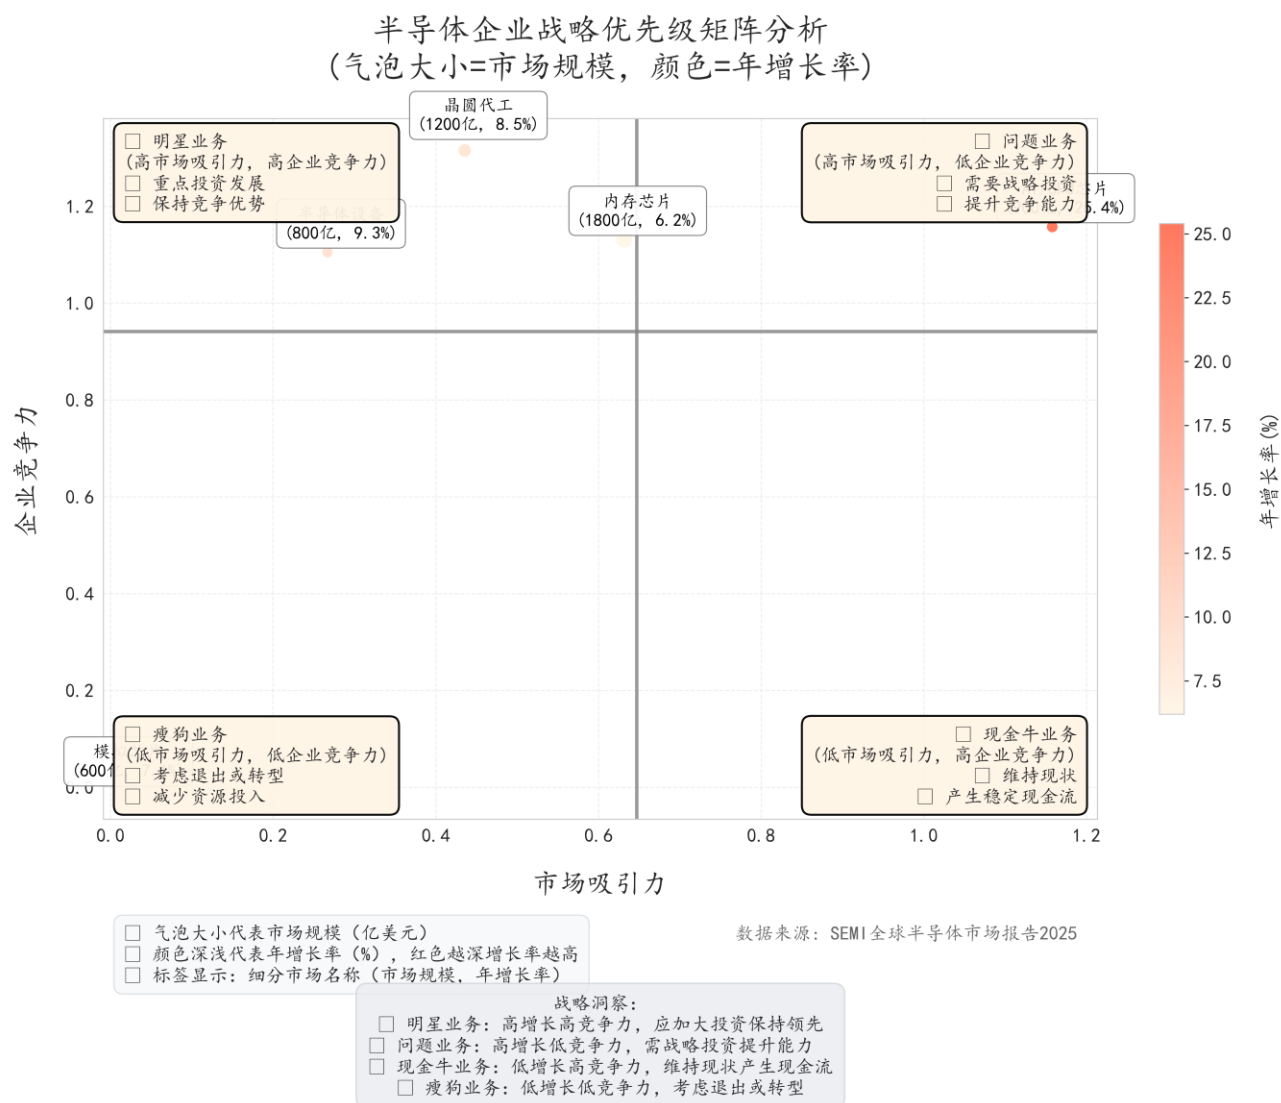 半导体企业战略优先级矩阵分析
(气泡大小=市场规模, 颜色=年增长率)
晶圆代工
(1200亿, 8.5%)
□ 明星业务
(高市场吸引力, 高企业竞争力)
□ 重点投资发展
□ 保持竞争优势
(800亿, 9.3%)
内存芯片
(1800亿, 6.2%)
□ 问题业务
(高市场吸引力, 低企业竞争力)
□ 需要战略投资
□ 提升竞争能力
芯片
5.4%)
企业竞争力
1.2
1.0
0.8
0.6
0.4
0.2
0.0
模
(600亿
□ 瘦狗业务
(低市场吸引力, 低企业竞争力)
□ 考虑退出或转型
□ 减少资源投入
□ 现金牛业务
(低市场吸引力, 高企业竞争力)
□ 维持现状
□ 产生稳定现金流
0.0 0.2 0.4 0.6 0.8 1.0 1.2
市场吸引力
25.0
22.5
20.0
17.5
15.0
12.5
10.0
7.5
年增长率(%)
□ 气泡大小代表市场规模（亿美元）
□ 颜色深浅代表年增长率（%）, 红色越深增长率越高
□ 标签显示: 细分市场名称（市场规模, 年增长率）
数据来源: SEMI全球半导体市场报告2025
战略洞察:
□ 明星业务: 高增长高竞争力, 应加大投资保持领先
□ 问题业务: 高增长低竞争力, 需战略投资提升能力
□ 现金牛业务: 低增长高竞争力, 维持现状产生现金流
□ 瘦狗业务: 低增长低竞争力, 考虑退出或转型